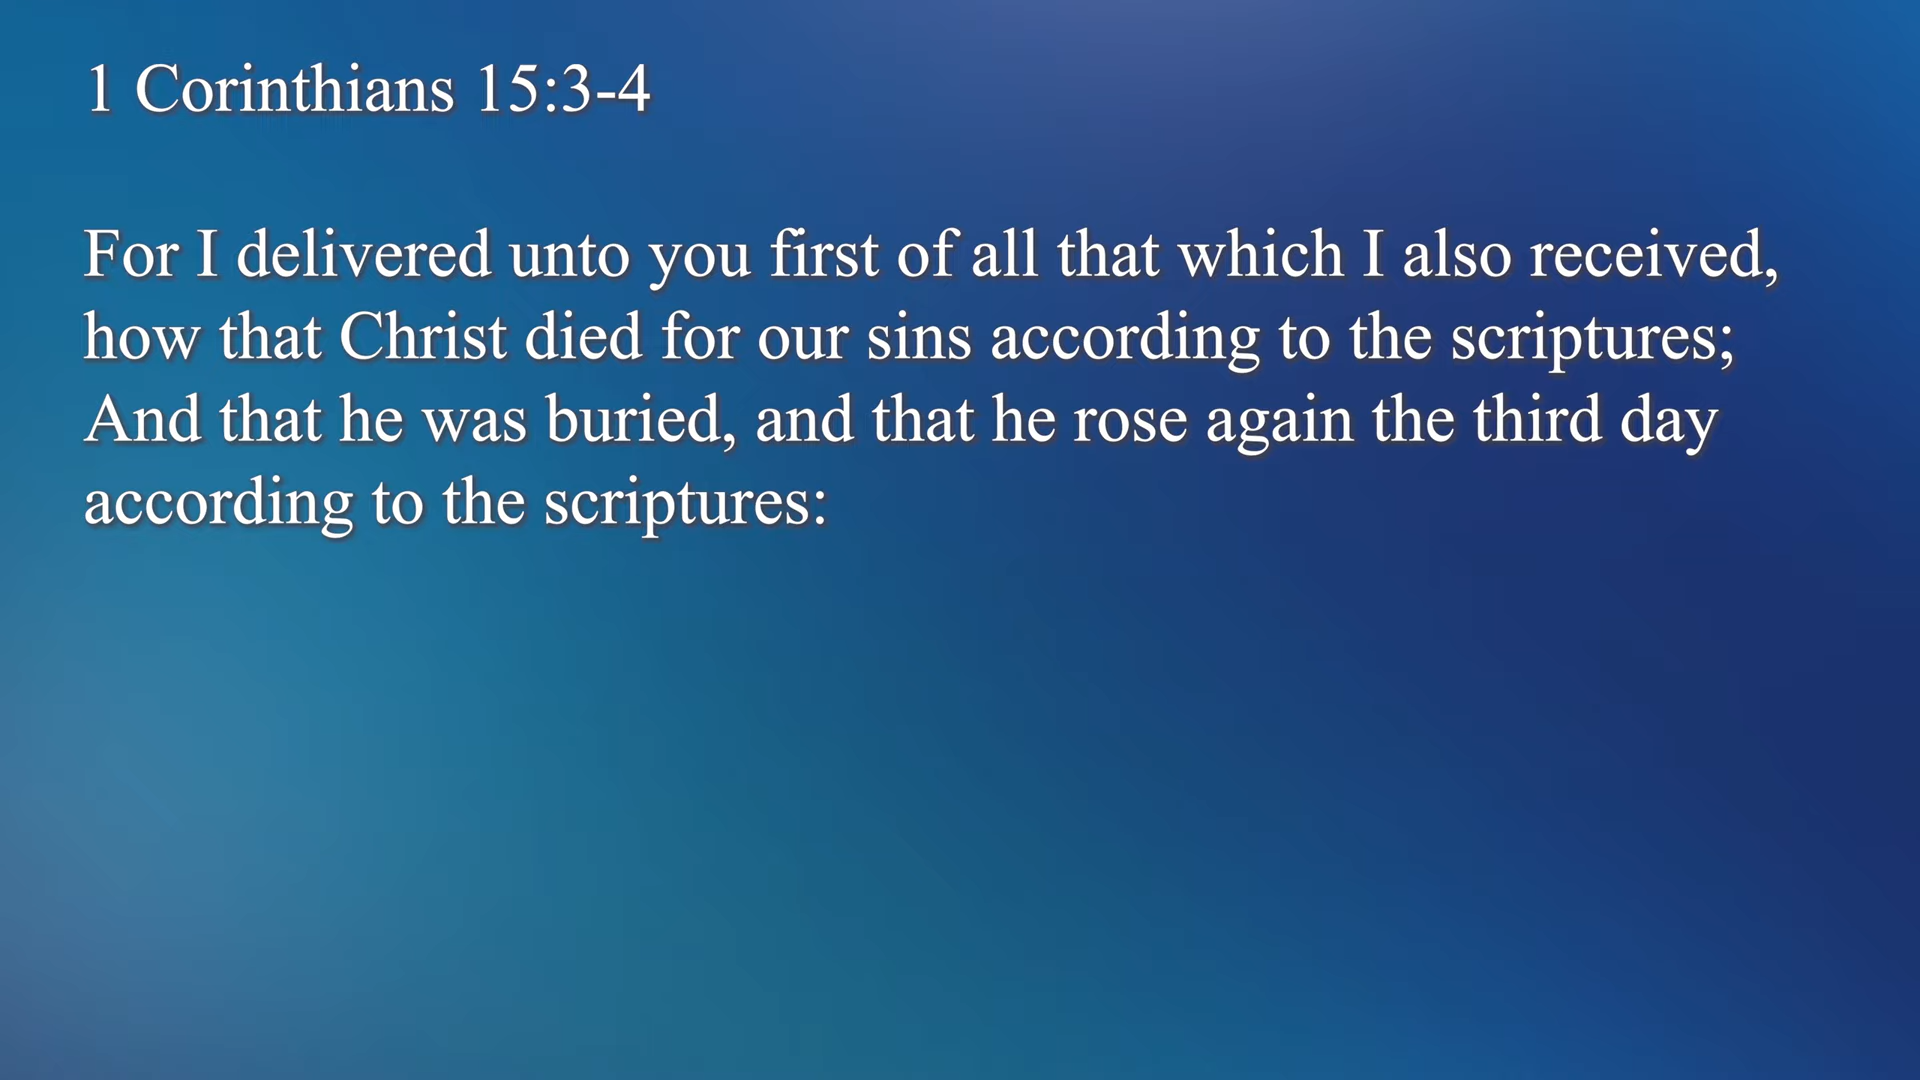 1 Corinthians 15:3-4
For I delivered unto you first of all that which I also received,
how that Christ died for our sins according to the scriptures;
And that he was buried, and that he rose again the third day
according to the scriptures: